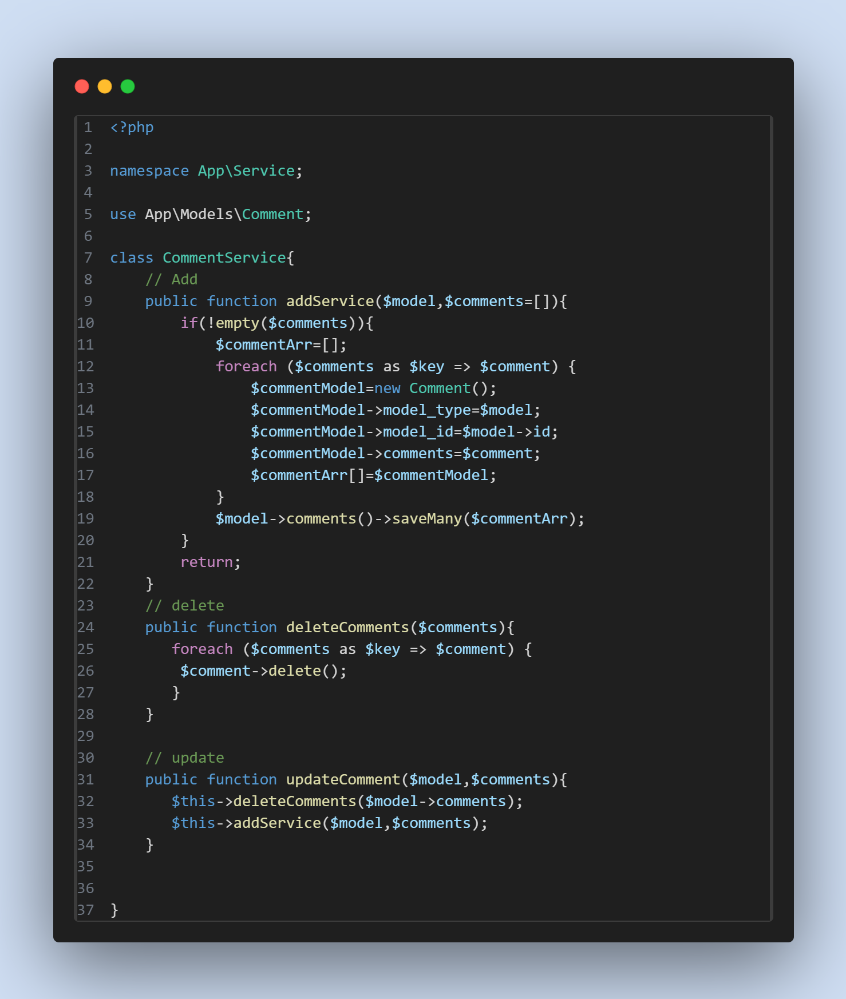 1 <?php
2
3 namespace App\Service;
4
5 use App\Models\Comment;
6
7 class CommentService{
8     // Add
9     public function addService($model,$comments=[]){
10         if(!empty($comments)){
11             $commentArr=[];
12             foreach ($comments as $key => $comment) {
13                 $commentModel=new Comment();
14                 $commentModel->model_type=$model;
15                 $commentModel->model_id=$model->id;
16                 $commentModel->comments=$comment;
17                 $commentArr[]=$commentModel;
18             }
19             $model->comments()->saveMany($commentArr);
20         }
21         return;
22     }
23     // delete
24     public function deleteComments($comments){
25        foreach ($comments as $key => $comment) {
26         $comment->delete();
27        }
28     }
29
30     // update
31     public function updateComment($model,$comments){
32        $this->deleteComments($model->comments);
33        $this->addService($model,$comments);
34     }
35
36
37 }